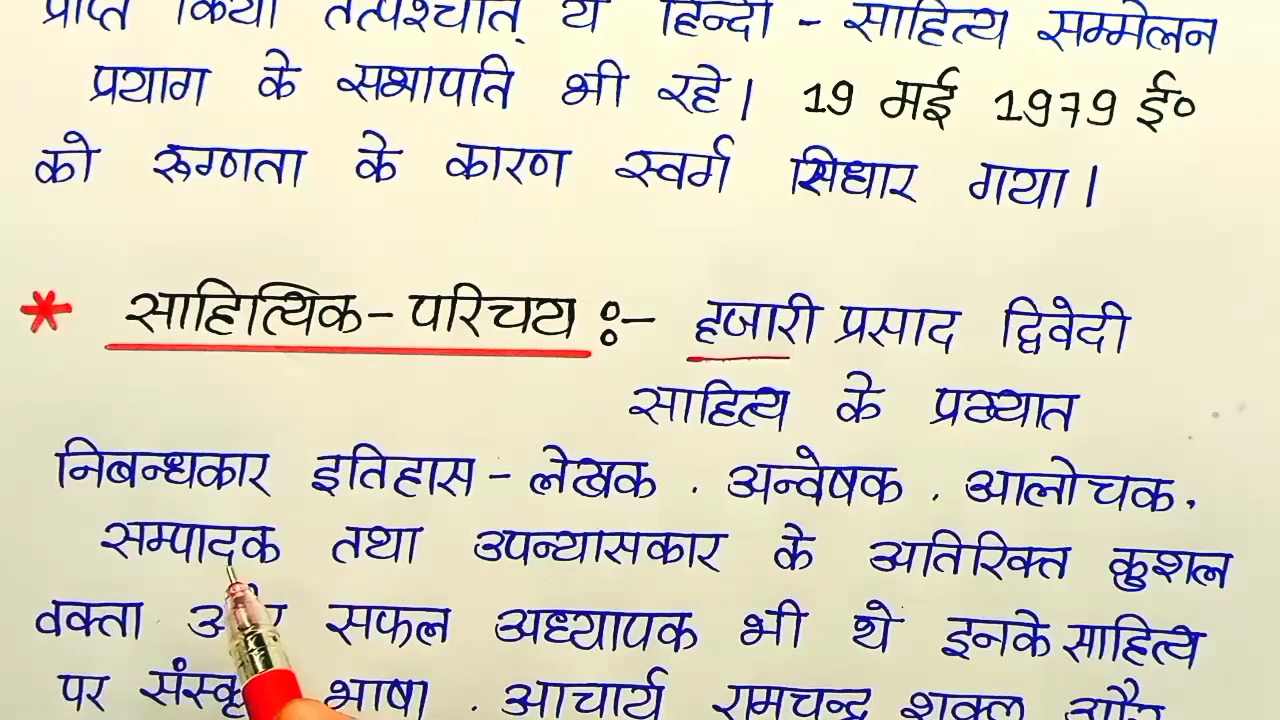 प्राप्त किया तत्पश्चात् ये हिन्दी - साहित्य सम्मेलन
प्रयाग के सभापति भी रहे। 19 मई 1979 ई०
को रूग्णता के कारण स्वर्ग सिधार गया।
* साहित्यिक - परिचय :- हजारी प्रसाद द्विवेदी
साहित्य के प्रख्यात
निबन्धकार इतिहास - लेखक . अन्वेषक . आलोचक .
सम्पादक तथा उपन्यासकार के अतिरिक्त कुशल
वक्ता सफल अध्यापक भी थे इनके साहित्य
पर भाषा . आचार्य रामचन्द्र शुक्ल और